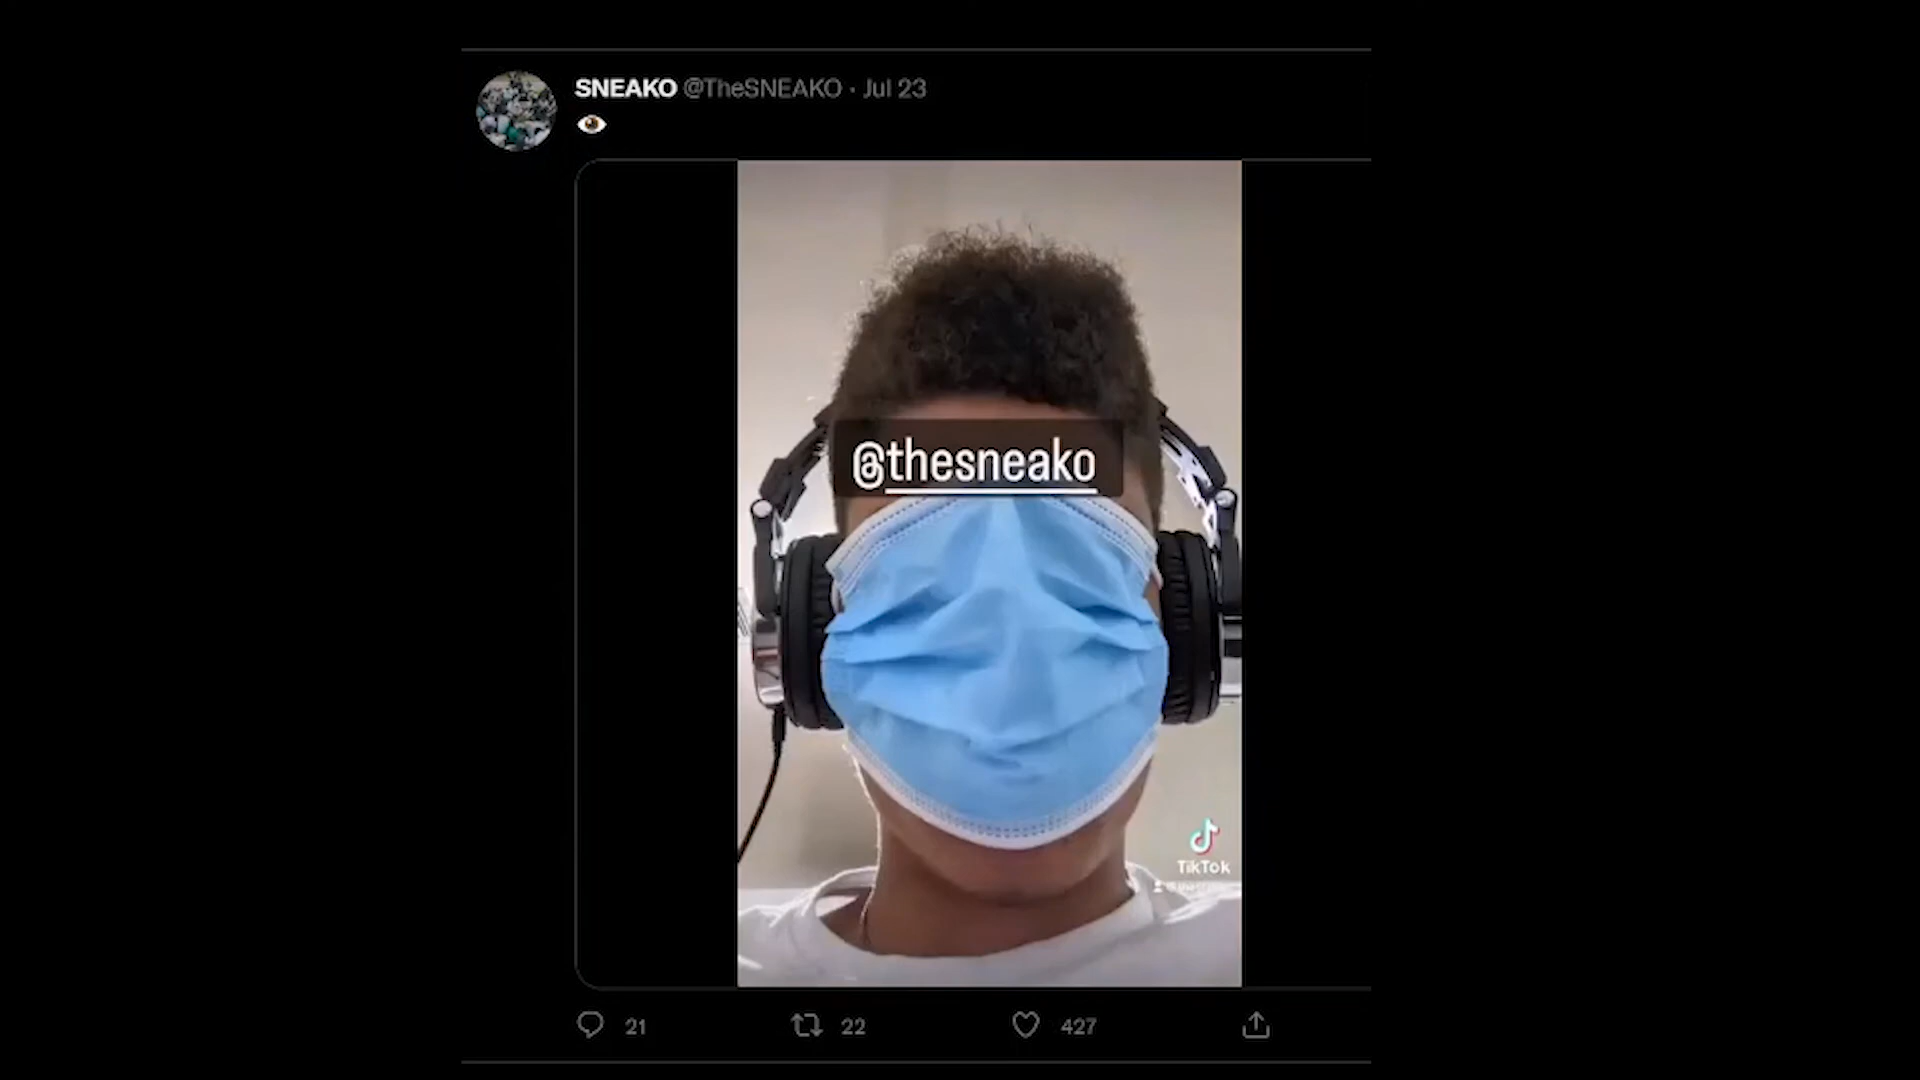 SNEAKO @TheSNEAKO · Jul 23
@thesneako
TikTok
21 22 427